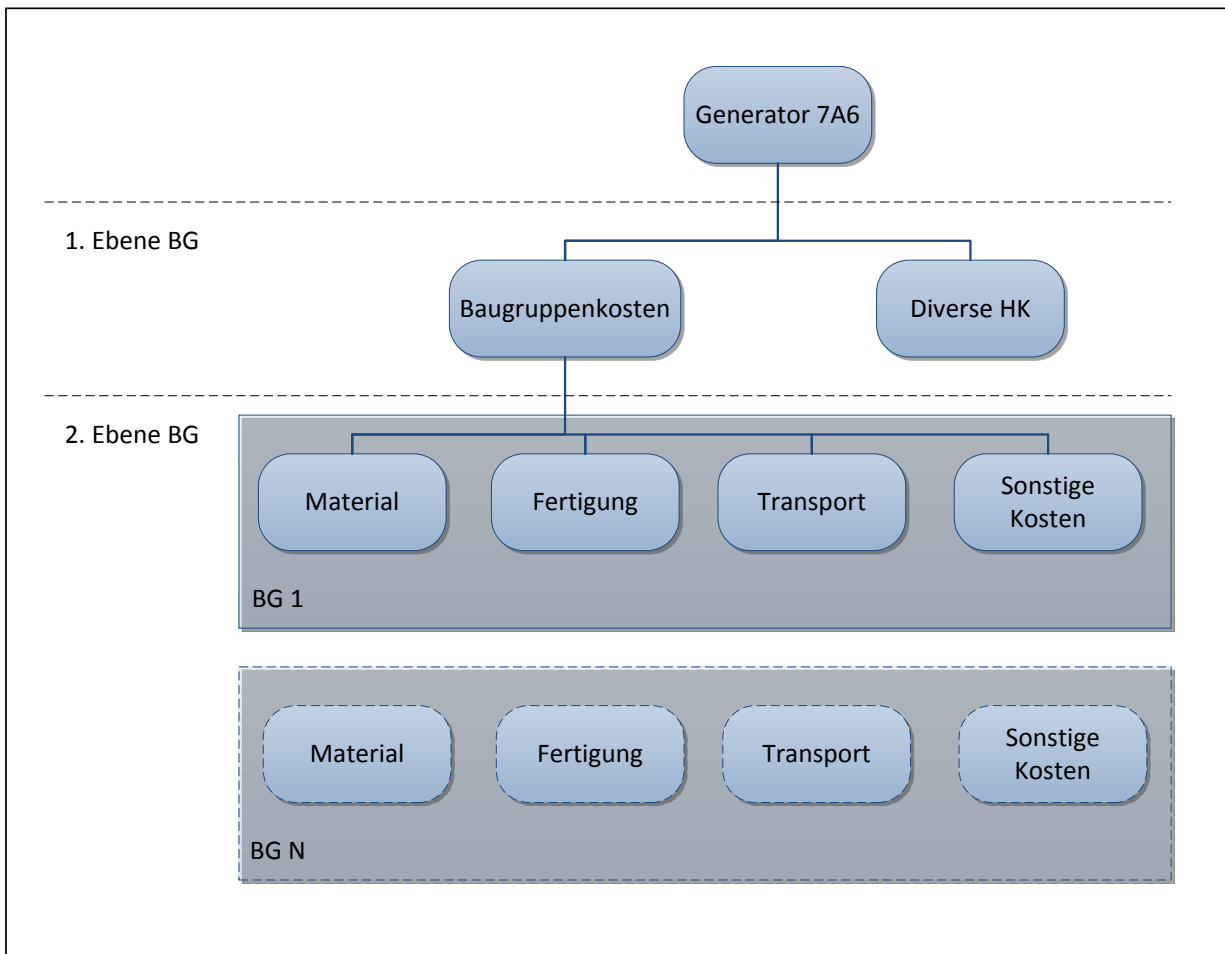 Generator 7A6
1. Ebene BG
Baugruppenkosten
Diverse HK
2. Ebene BG
Material
Fertigung
Transport
Sonstige
Kosten
BG 1
Material
Fertigung
Transport
Sonstige
Kosten
BG N